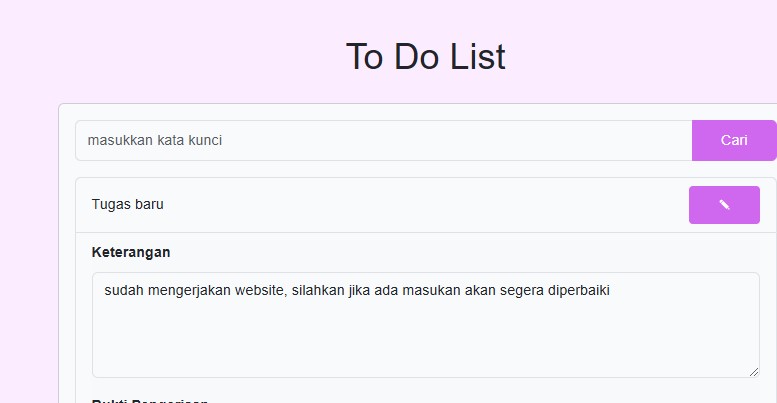 To Do List
masukkan kata kunci
Cari
Tugas baru
Keterangan
sudah mengerjakan website, silahkan jika ada masukan akan segera diperbaiki